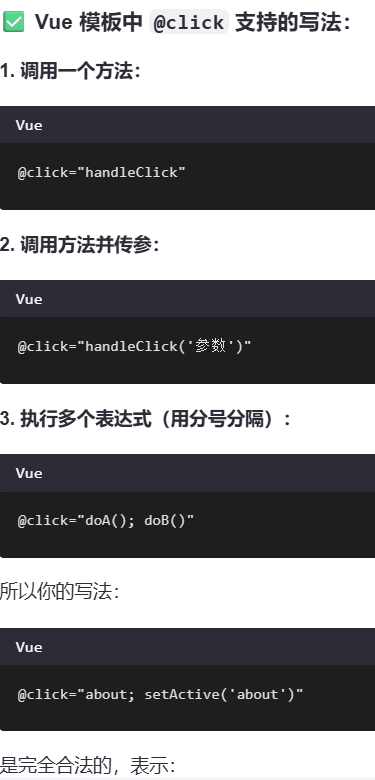 ✅ Vue 模板中 @click 支持的写法：
1. 调用一个方法：
Vue
@click="handleClick"
2. 调用方法并传参：
Vue
@click="handleClick('参数')"
3. 执行多个表达式（用分号分隔）：
Vue
@click="doA(); doB()"
所以你的写法：
Vue
@click="about; setActive('about')"
是完全合法的，表示：